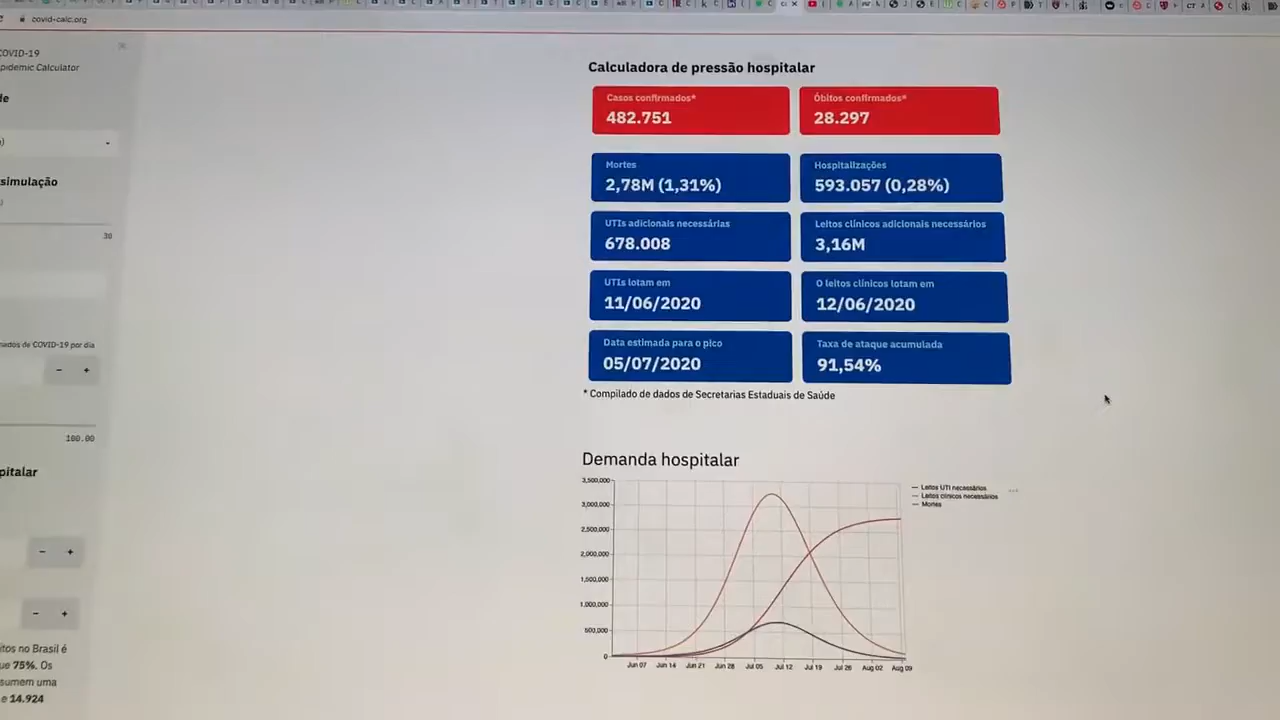 covid-calc.org
COVID-19
pidemic Calculator
simulação
30
nados de COVID-19 por dia
− +
100.00
pitalar
− +
− +
itos no Brasil é
ue 75%. Os
sumem uma
e 14.924
Calculadora de pressão hospitalar
Casos confirmados*
482.751
Óbitos confirmados*
28.297
Mortes
2,78M (1,31%)
Hospitalizações
593.057 (0,28%)
UTIs adicionais necessárias
678.008
Leitos clínicos adicionais necessários
3,16M
UTIs lotam em
11/06/2020
O leitos clínicos lotam em
12/06/2020
Data estimada para o pico
05/07/2020
Taxa de ataque acumulada
91,54%
* Compilado de dados de Secretarias Estaduais de Saúde
Demanda hospitalar
3,500,000
3,000,000
2,500,000
2,000,000
1,500,000
1,000,000
500,000
0
Jun 07 Jun 14 Jun 21 Jun 28 Jul 05 Jul 12 Jul 19 Jul 26 Aug 02 Aug 09
Leitos UTI necessários
Leitos clínicos necessários
Mortes